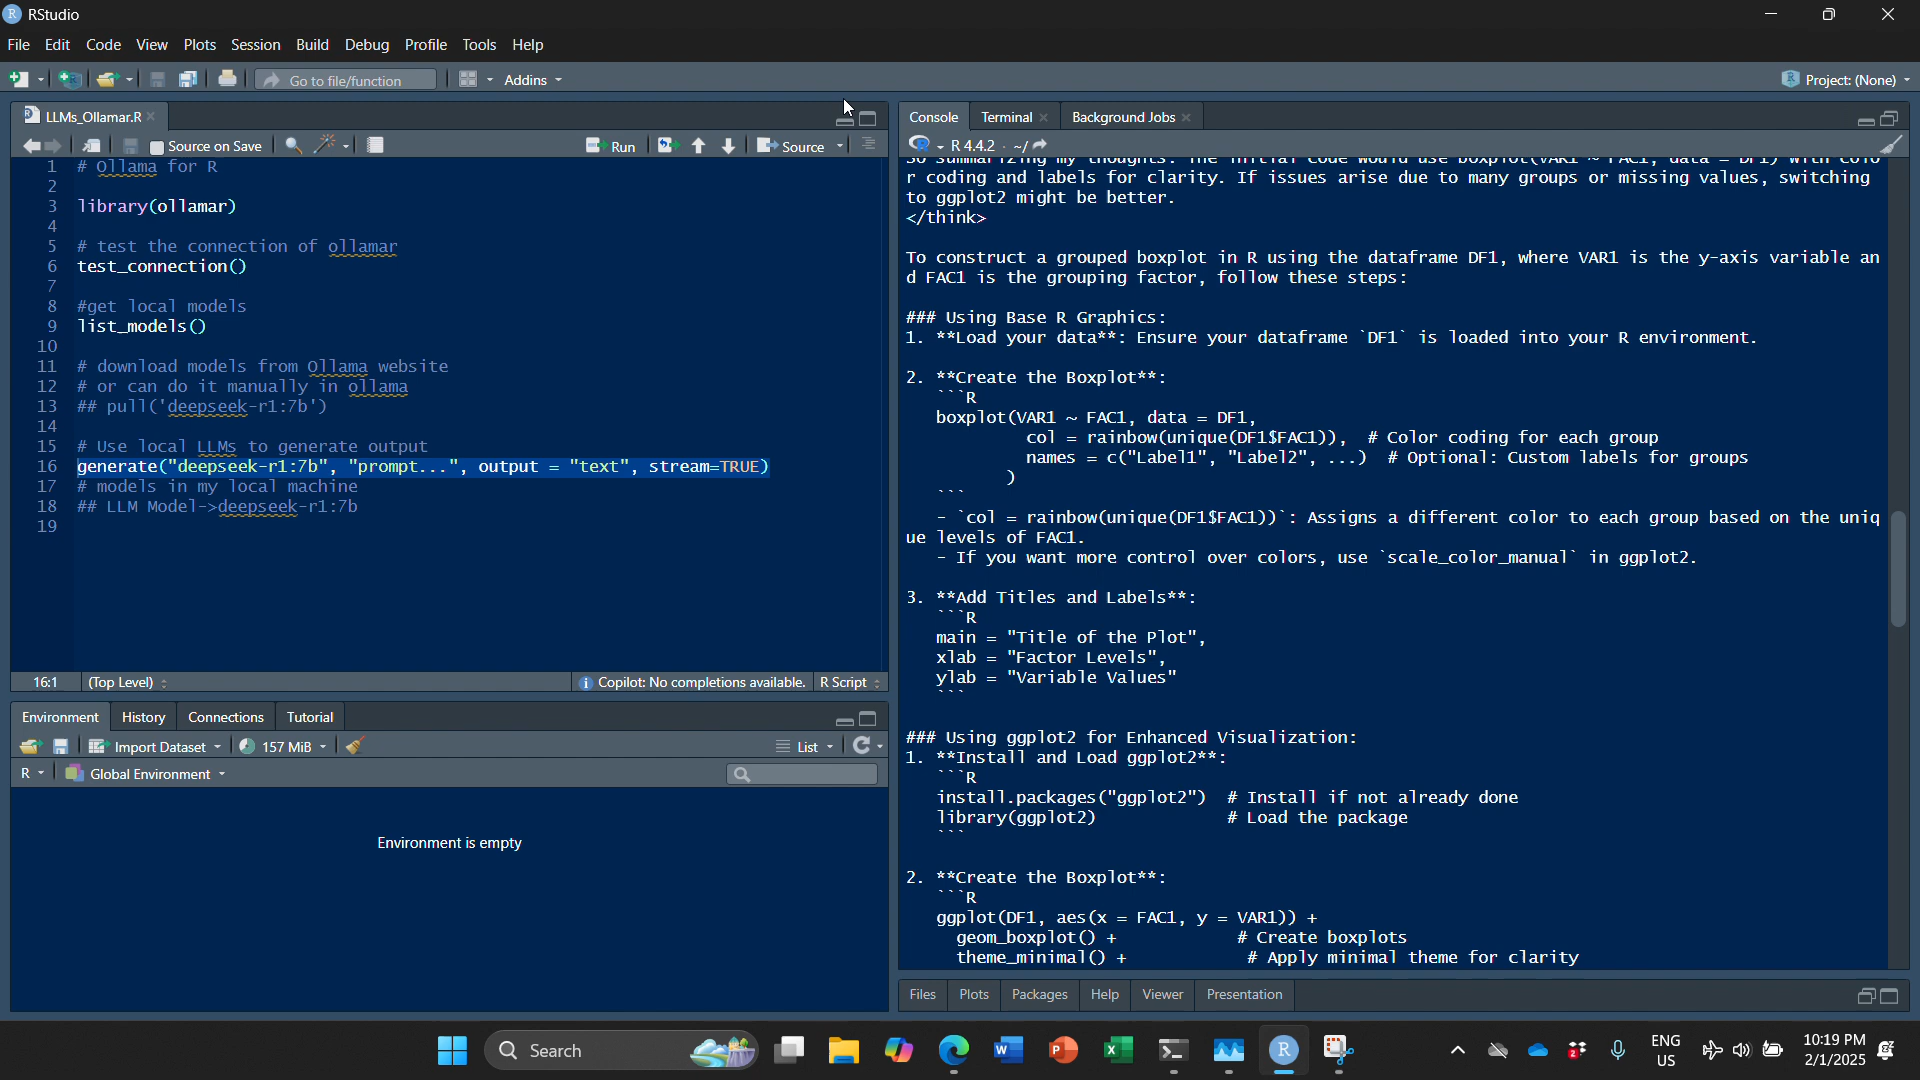 RStudio
File Edit Code View Plots Session Build Debug Profile Tools Help
Go to file/function Addins Project: (None)
LLMs_Ollamar.R
Source on Save Run Source
1 # Ollama for R
2
3 library(ollamar)
4
5 # test the connection of ollamar
6 test_connection()
7
8 #get local models
9 list_models()
10
11 # download models from Ollama website
12 # or can do it manually in ollama
13 ## pull('deepseek-r1:7b')
14
15 # Use local LLMs to generate output
16 generate("deepseek-r1:7b", "prompt...", output = "text", stream=TRUE)
17 # models in my local machine
18 ## LLM Model->deepseek-r1:7b
19
16:1 (Top Level) Copilot: No completions available. R Script
Environment History Connections Tutorial
Import Dataset 157 MiB List
R Global Environment
Environment is empty
Console Terminal Background Jobs
R 4.4.2 · ~/
So summarizing my thoughts: The initial code would use boxplot(VAR1 ~ FAC1, data = DF1) with colo
r coding and labels for clarity. If issues arise due to many groups or missing values, switching
to ggplot2 might be better.
</think>
To construct a grouped boxplot in R using the dataframe DF1, where VAR1 is the y-axis variable an
d FAC1 is the grouping factor, follow these steps:
### Using Base R Graphics:
1. **Load your data**: Ensure your dataframe `DF1` is loaded into your R environment.
2. **Create the Boxplot**:
```R
boxplot(VAR1 ~ FAC1, data = DF1,
col = rainbow(unique(DF1$FAC1)), # Color coding for each group
names = c("Label1", "Label2", ...) # Optional: Custom labels for groups
)
```
- `col = rainbow(unique(DF1$FAC1))`: Assigns a different color to each group based on the uniq
ue levels of FAC1.
- If you want more control over colors, use `scale_color_manual` in ggplot2.
3. **Add Titles and Labels**:
```R
main = "Title of the Plot",
xlab = "Factor Levels",
ylab = "Variable Values"
```
### Using ggplot2 for Enhanced Visualization:
1. **Install and Load ggplot2**:
```R
install.packages("ggplot2") # Install if not already done
library(ggplot2) # Load the package
```
2. **Create the Boxplot**:
```R
ggplot(DF1, aes(x = FAC1, y = VAR1)) +
geom_boxplot() + # Create boxplots
theme_minimal() + # Apply minimal theme for clarity
Files Plots Packages Help Viewer Presentation
Search
ENG
US
10:19 PM
2/1/2025